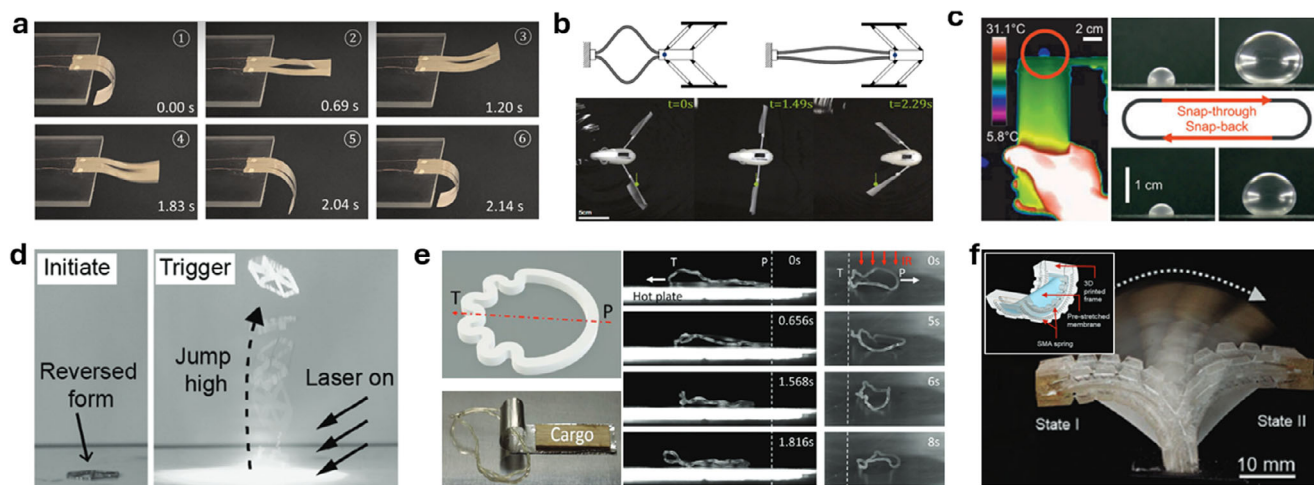 a
①
0.00 s
②
0.69 s
③
1.20 s
④
1.83 s
⑤
2.04 s
⑥
2.14 s
b
t=0s
t=1.49s
t=2.29s
5cm
c
31.1°C
5.8°C
2 cm
Snap-through
Snap-back
1 cm
d
Initiate
Reversed
form
Trigger
Jump
high
Laser on
e
T
P
Cargo
T
P
0s
Hot plate
0.656s
1.568s
1.816s
T
P
0s
5s
6s
8s
f
3D
printed
frame
Pre-stretched
membrane
SMA spring
State I
State II
10 mm